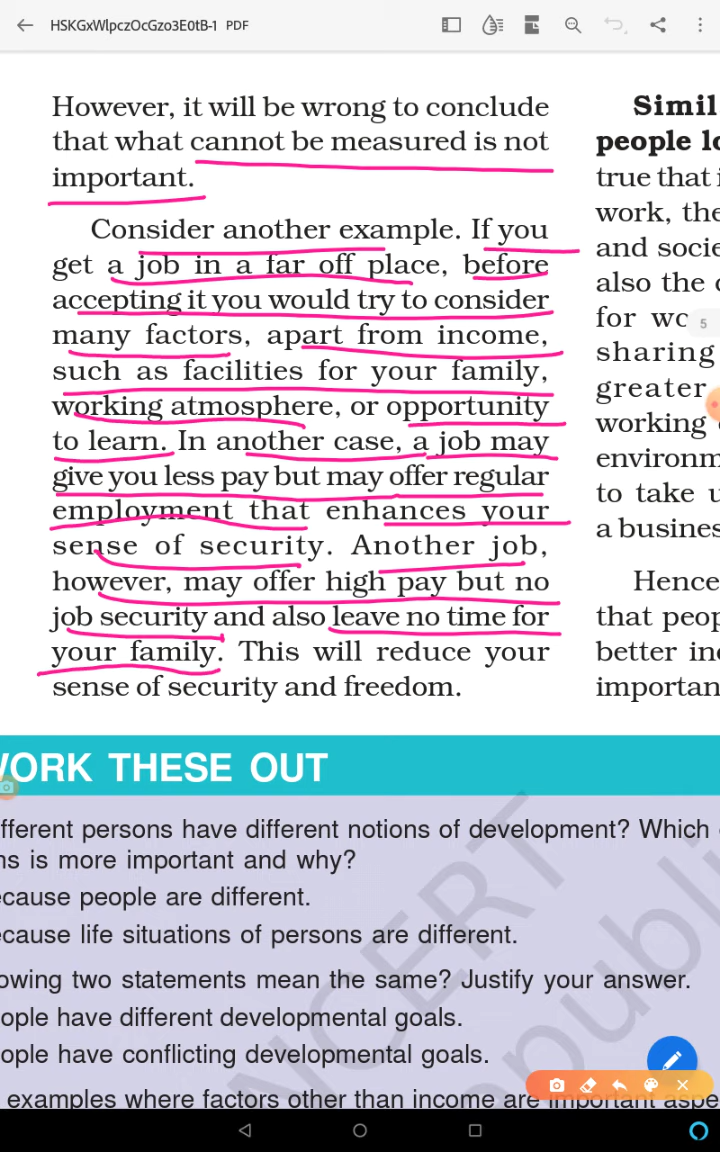 HSKGxWlpczOcGzo3E0tB-1 PDF
However, it will be wrong to conclude
that what cannot be measured is not
important.
Consider another example. If you
get a job in a far off place, before
accepting it you would try to consider
many factors, apart from income,
such as facilities for your family,
working atmosphere, or opportunity
to learn. In another case, a job may
give you less pay but may offer regular
employment that enhances your
sense of security. Another job,
however, may offer high pay but no
job security and also leave no time for
your family. This will reduce your
sense of security and freedom.
Simil
people lo
true that i
work, the
and socie
also the
for wo
5
sharing
greater
working
environm
to take u
a busines
Hence
that peop
better in
importan
WORK THESE OUT
fferent persons have different notions of development? Which
ns is more important and why?
ecause people are different.
ecause life situations of persons are different.
owing two statements mean the same? Justify your answer.
ople have different developmental goals.
ople have conflicting developmental goals.
examples where factors other than income are important aspe
NCERT
republi